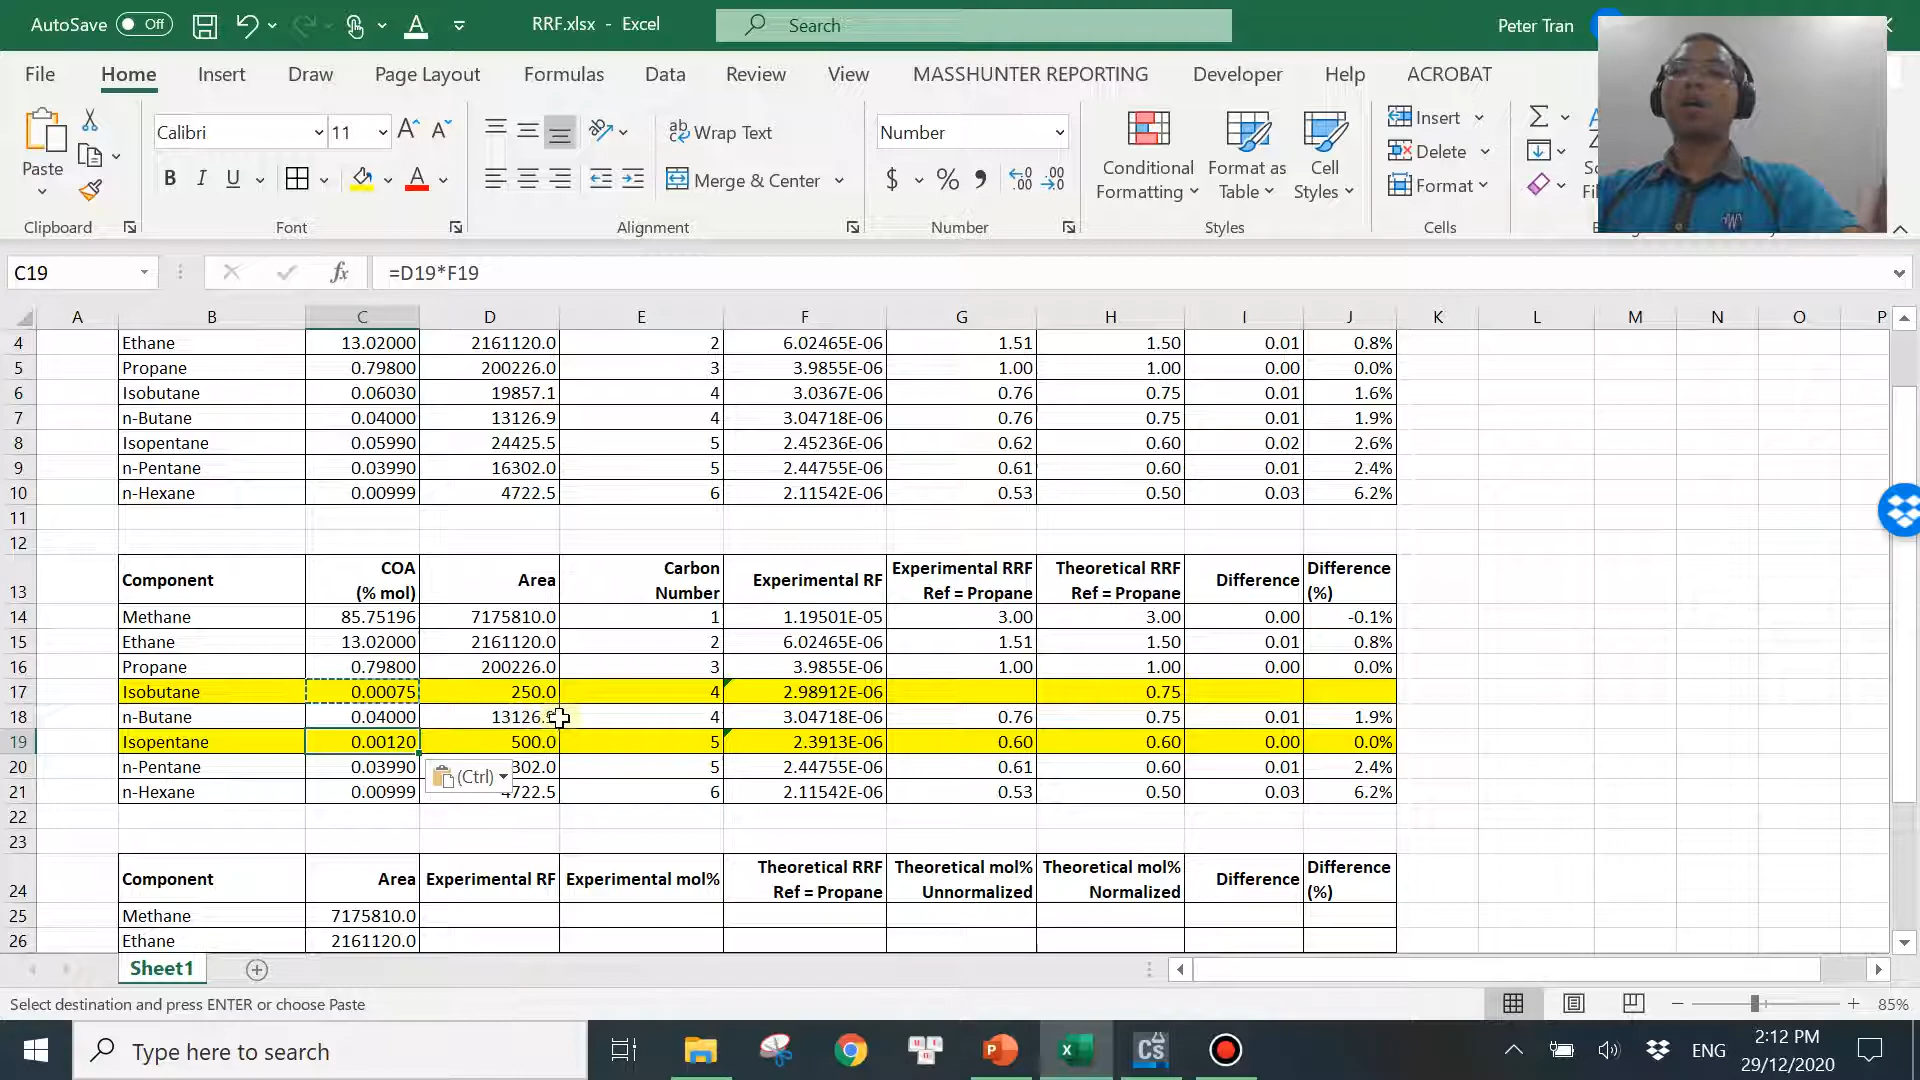 AutoSave Off RRF.xlsx - Excel Search Peter Tran
File Home Insert Draw Page Layout Formulas Data Review View MASSHUNTER REPORTING Developer Help ACROBAT
Paste Calibri 11 Wrap Text Number Conditional Formatting Format as Table Cell Styles Insert
Merge & Center Delete
Format
Clipboard Font Alignment Number Styles Cells
C19 =D19*F19
A B C D E F G H I J K L M N O P
4 Ethane 13.02000 2161120.0 2 6.02465E-06 1.51 1.50 0.01 0.8%
5 Propane 0.79800 200226.0 3 3.9855E-06 1.00 1.00 0.00 0.0%
6 Isobutane 0.06030 19857.1 4 3.0367E-06 0.76 0.75 0.01 1.6%
7 n-Butane 0.04000 13126.9 4 3.04718E-06 0.76 0.75 0.01 1.9%
8 Isopentane 0.05990 24425.5 5 2.45236E-06 0.62 0.60 0.02 2.6%
9 n-Pentane 0.03990 16302.0 5 2.44755E-06 0.61 0.60 0.01 2.4%
10 n-Hexane 0.00999 4722.5 6 2.11542E-06 0.53 0.50 0.03 6.2%
11
12
13 Component COA (% mol) Area Carbon Number Experimental RF Experimental RRF Ref = Propane Theoretical RRF Ref = Propane Difference Difference (%)
14 Methane 85.75196 7175810.0 1 1.19501E-05 3.00 3.00 0.00 -0.1%
15 Ethane 13.02000 2161120.0 2 6.02465E-06 1.51 1.50 0.01 0.8%
16 Propane 0.79800 200226.0 3 3.9855E-06 1.00 1.00 0.00 0.0%
17 Isobutane 0.00075 250.0 4 2.98912E-06 0.75
18 n-Butane 0.04000 13126. 4 3.04718E-06 0.76 0.75 0.01 1.9%
19 Isopentane 0.00120 500.0 5 2.3913E-06 0.60 0.60 0.00 0.0%
20 n-Pentane 0.03990 (Ctrl) 302.0 5 2.44755E-06 0.61 0.60 0.01 2.4%
21 n-Hexane 0.00999 4722.5 6 2.11542E-06 0.53 0.50 0.03 6.2%
22
23
24 Component Area Experimental RF Experimental mol% Theoretical RRF Ref = Propane Theoretical mol% Unnormalized Theoretical mol% Normalized Difference Difference (%)
25 Methane 7175810.0
26 Ethane 2161120.0
Sheet1
Select destination and press ENTER or choose Paste 85%
Type here to search ENG 2:12 PM
29/12/2020